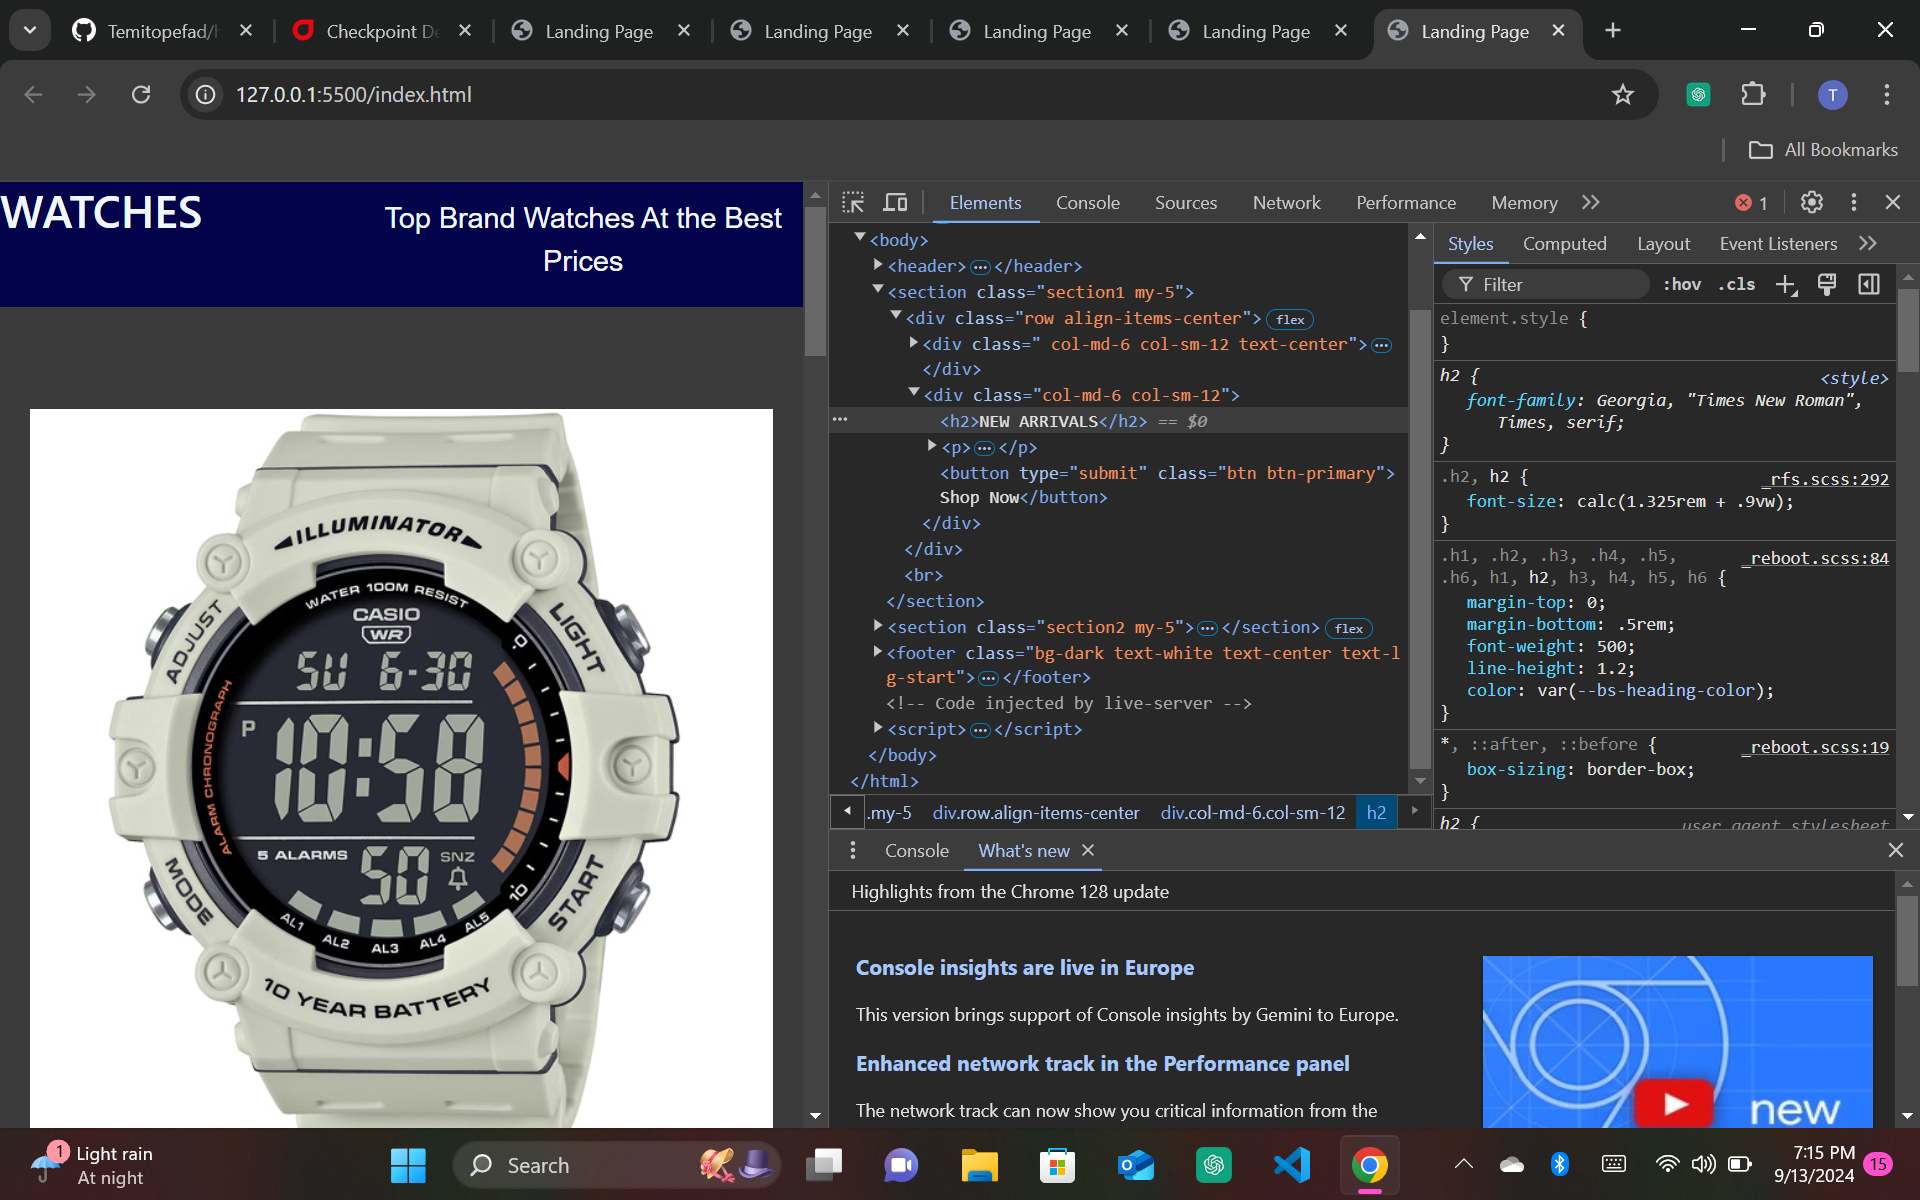 Temitopefad/h
Checkpoint De
Landing Page
Landing Page
Landing Page
Landing Page
Landing Page
127.0.0.1:5500/index.html
T
All Bookmarks
WATCHES
Top Brand Watches At the Best
Prices
ILLUMINATOR
WATER 100M RESIST
CASIO
WR
ADJUST
LIGHT
SU 6-30
ALARM CHRONOGRAPH
P
10:58
5 ALARMS
50
SNZ
MODE
START
AL1
AL2
AL3
AL4
AL5
0
10
10 YEAR BATTERY
Elements
Console
Sources
Network
Performance
Memory
1
<body>
<header> ••• </header>
<section class="section1 my-5">
<div class="row align-items-center"> flex
<div class=" col-md-6 col-sm-12 text-center"> •••
</div>
<div class="col-md-6 col-sm-12">
••• <h2>NEW ARRIVALS</h2> == $0
<p> ••• </p>
<button type="submit" class="btn btn-primary">
Shop Now</button>
</div>
</div>
<br>
</section>
<section class="section2 my-5"> ••• </section> flex
<footer class="bg-dark text-white text-center text-l
g-start"> ••• </footer>
<!-- Code injected by live-server -->
<script> ••• </script>
</body>
</html>
.my-5 div.row.align-items-center div.col-md-6.col-sm-12 h2
Styles
Computed
Layout
Event Listeners
Filter
:hov .cls
element.style {
}
h2 { <style>
font-family: Georgia, "Times New Roman",
Times, serif;
}
.h2, h2 { _rfs.scss:292
font-size: calc(1.325rem + .9vw);
}
.h1, .h2, .h3, .h4, .h5, _reboot.scss:84
.h6, h1, h2, h3, h4, h5, h6 {
margin-top: 0;
margin-bottom: .5rem;
font-weight: 500;
line-height: 1.2;
color: var(--bs-heading-color);
}
*, ::after, ::before { _reboot.scss:19
box-sizing: border-box;
}
h2 { user agent stylesheet
Console
What's new
Highlights from the Chrome 128 update
Console insights are live in Europe
This version brings support of Console insights by Gemini to Europe.
Enhanced network track in the Performance panel
The network track can now show you critical information from the
new
1
Light rain
At night
Search
7:15 PM
9/13/2024
15